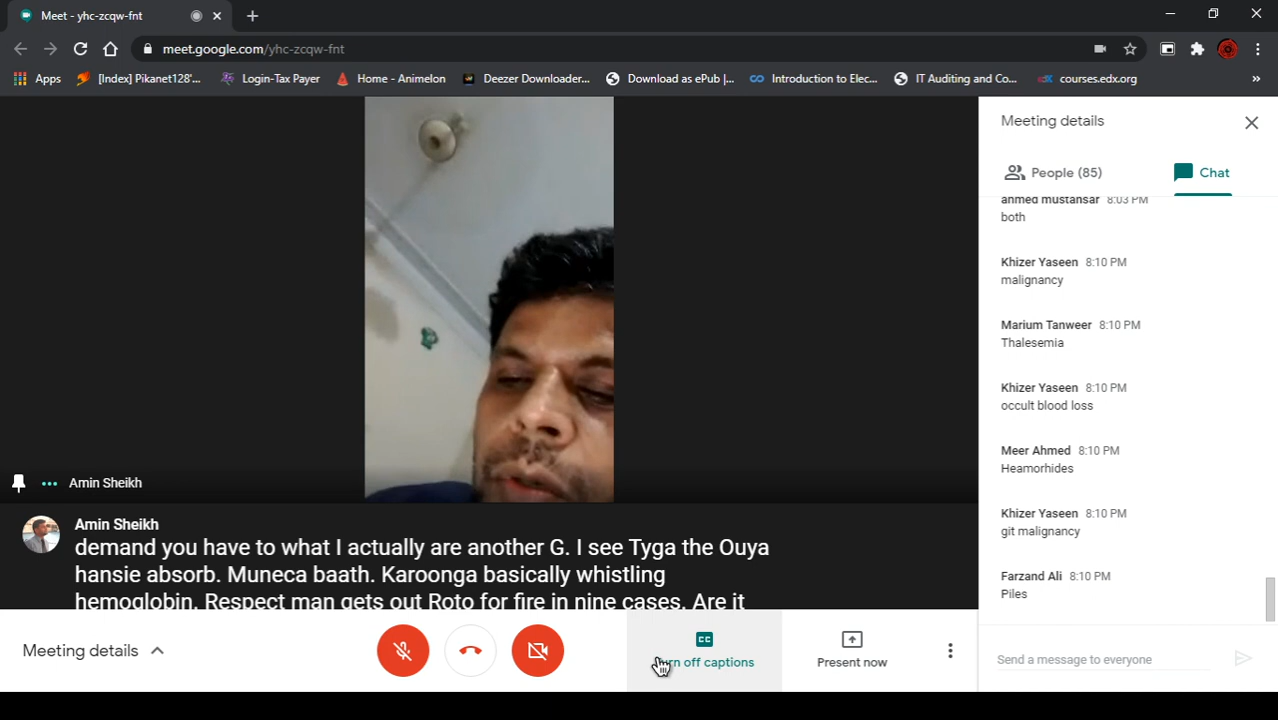 Meet - yhc-zcqw-fnt
meet.google.com/yhc-zcqw-fnt
Apps
[Index] Pikanet128'...
Login-Tax Payer
Home - Animelon
Deezer Downloader...
Download as ePub |...
Introduction to Elec...
IT Auditing and Co...
courses.edx.org
»
Amin Sheikh
Amin Sheikh
demand you have to what I actually are another G. I see Tyga the Ouya
hansie absorb. Muneca baath. Karoonga basically whistling
hemoglobin. Respect man gets out Roto for fire in nine cases. Are it
Meeting details
CC
rn off captions
Present now
Meeting details
People (85)
Chat
ahmed mustansar 8:03 PM
both
Khizer Yaseen 8:10 PM
malignancy
Marium Tanweer 8:10 PM
Thalesemia
Khizer Yaseen 8:10 PM
occult blood loss
Meer Ahmed 8:10 PM
Heamorhides
Khizer Yaseen 8:10 PM
git malignancy
Farzand Ali 8:10 PM
Piles
Send a message to everyone